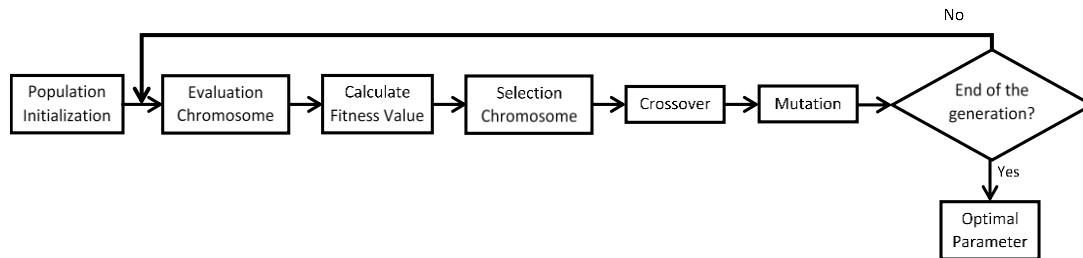 No
Population
Initialization
Evaluation
Chromosome
Calculate
Fitness Value
Selection
Chromosome
Crossover
Mutation
End of the
generation?
Yes
Optimal
Parameter